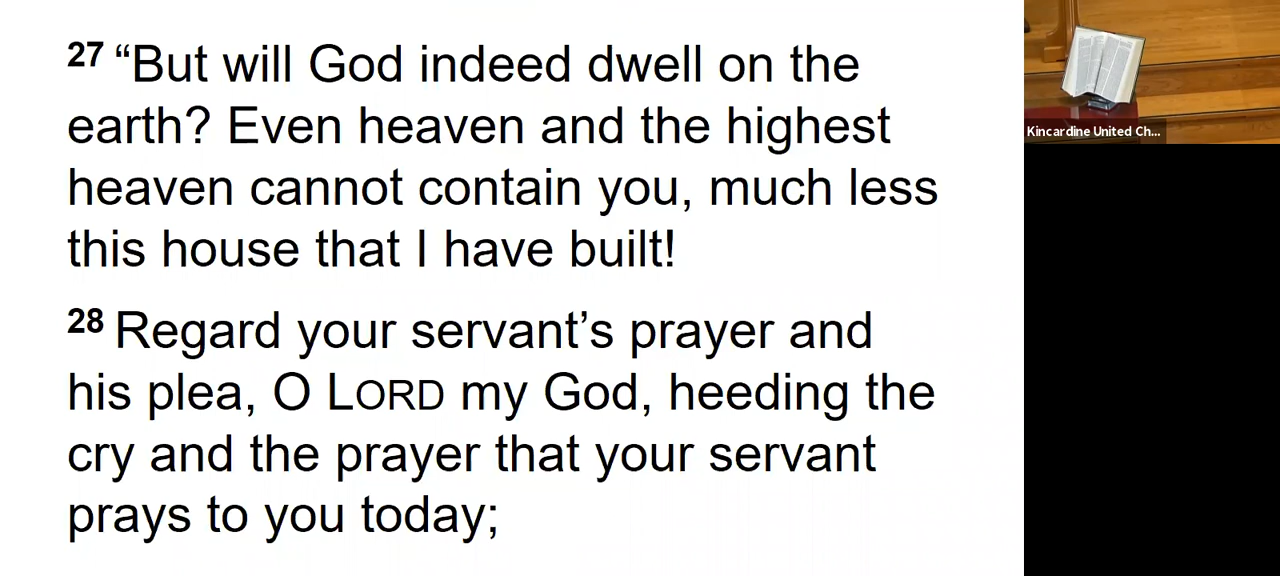 27 “But will God indeed dwell on the
earth? Even heaven and the highest
heaven cannot contain you, much less
this house that I have built!
28 Regard your servant’s prayer and
his plea, O LORD my God, heeding the
cry and the prayer that your servant
prays to you today;
Kincardine United Ch...